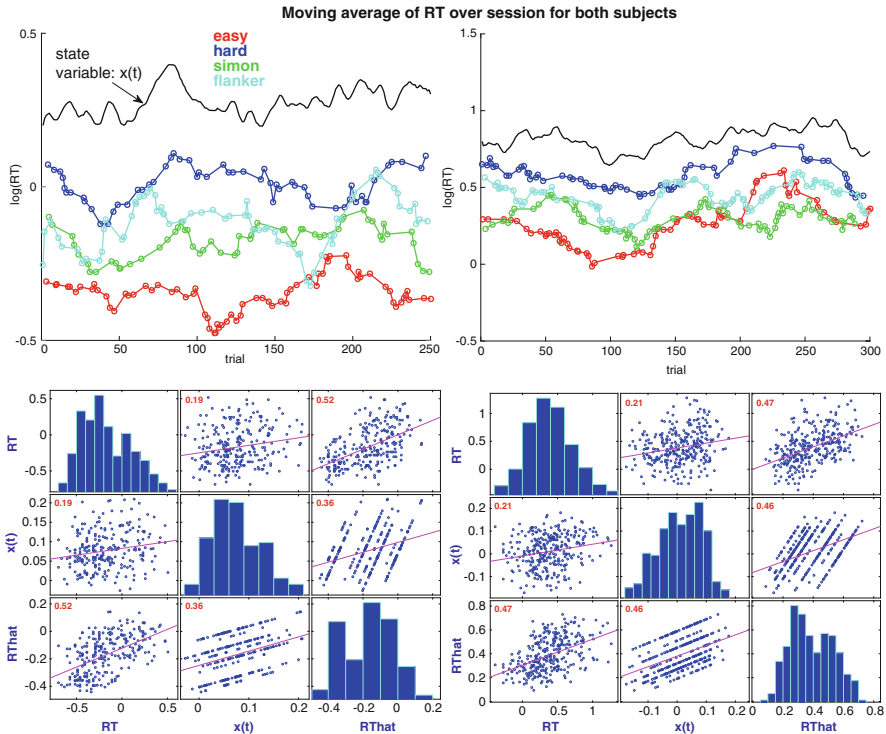 Moving average of RT over session for both subjects
0.5
0
-0.5
log(RT)
state
variable: x(t)
easy
hard
simon
flanker
0 50 100 150 200 250
trial
1.5
1
0.5
0
-0.5
log(RT)
0 50 100 150 200 250 300
trial
RT
0.5
0
-0.5
0.19
0.52
x(t)
0.2
0.15
0.1
0.05
0
0.19
0.36
RThat
0.2
0
-0.2
-0.4
0.52
0.36
-0.5 0 0.5
0 0.1 0.2
-0.4 -0.2 0 0.2
RT x(t) RThat
RT
1
0.5
0
0.21
0.47
x(t)
0.2
0.1
0
-0.1
0.21
0.46
RThat
0.8
0.6
0.4
0.2
0
0.47
0.46
0 0.5 1
-0.1 0 0.1 0.2
0 0.2 0.4 0.6 0.8
RT x(t) RThat